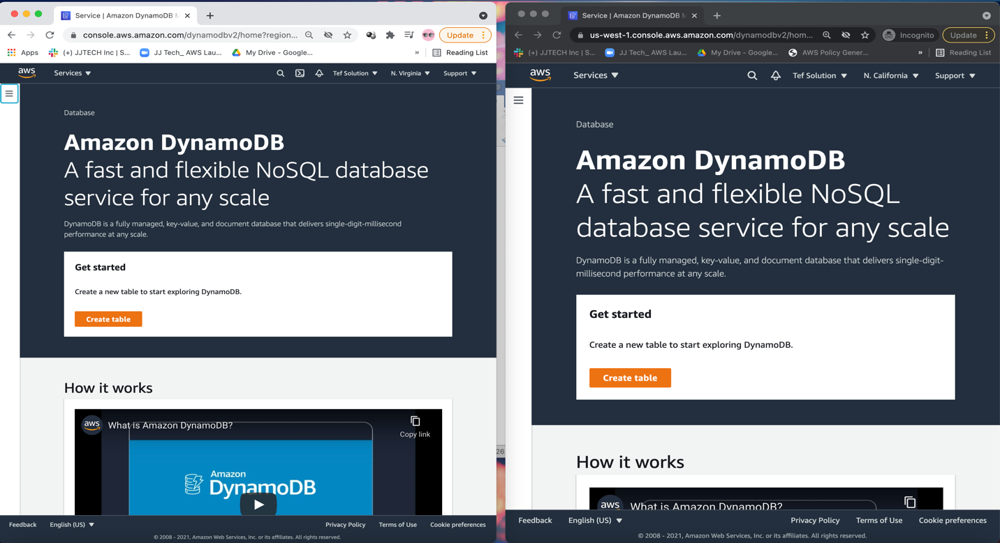 Service | Amazon DynamoDB M
console.aws.amazon.com/dynamodbv2/home?region...
Update
Apps
(+) JJTECH Inc | S...
JJ Tech_ AWS Lau...
My Drive – Google...
»
Reading List
aws
Services
Tef Solution
N. Virginia
Support
Database
Amazon DynamoDB
A fast and flexible NoSQL database
service for any scale
DynamoDB is a fully managed, key-value, and document database that delivers single-digit-millisecond
performance at any scale.
Get started
Create a new table to start exploring DynamoDB.
Create table
How it works
aws
What is Amazon DynamoDB?
Copy link
Amazon
DynamoDB
Feedback
English (US)
Privacy Policy
Terms of Use
Cookie preferences
© 2008 - 2021, Amazon Web Services, Inc. or its affiliates. All rights reserved.
26
Service | Amazon DynamoDB M
us-west-1.console.aws.amazon.com/dynamodbv2/hom...
Incognito
Update
(+) JJTECH Inc | S...
JJ Tech_ AWS Lau...
My Drive – Google...
AWS Policy Gener...
»
Reading List
aws
Services
Tef Solution
N. California
Support
Database
Amazon DynamoDB
A fast and flexible NoSQL
database service for any scale
DynamoDB is a fully managed, key-value, and document database that delivers single-digit-
millisecond performance at any scale.
Get started
Create a new table to start exploring DynamoDB.
Create table
How it works
aws
What is Amazon DynamoDB?
Feedback
English (US)
Privacy Policy
Terms of Use
Cookie preferences
© 2008 - 2021, Amazon Web Services, Inc. or its affiliates. All rights reserved.